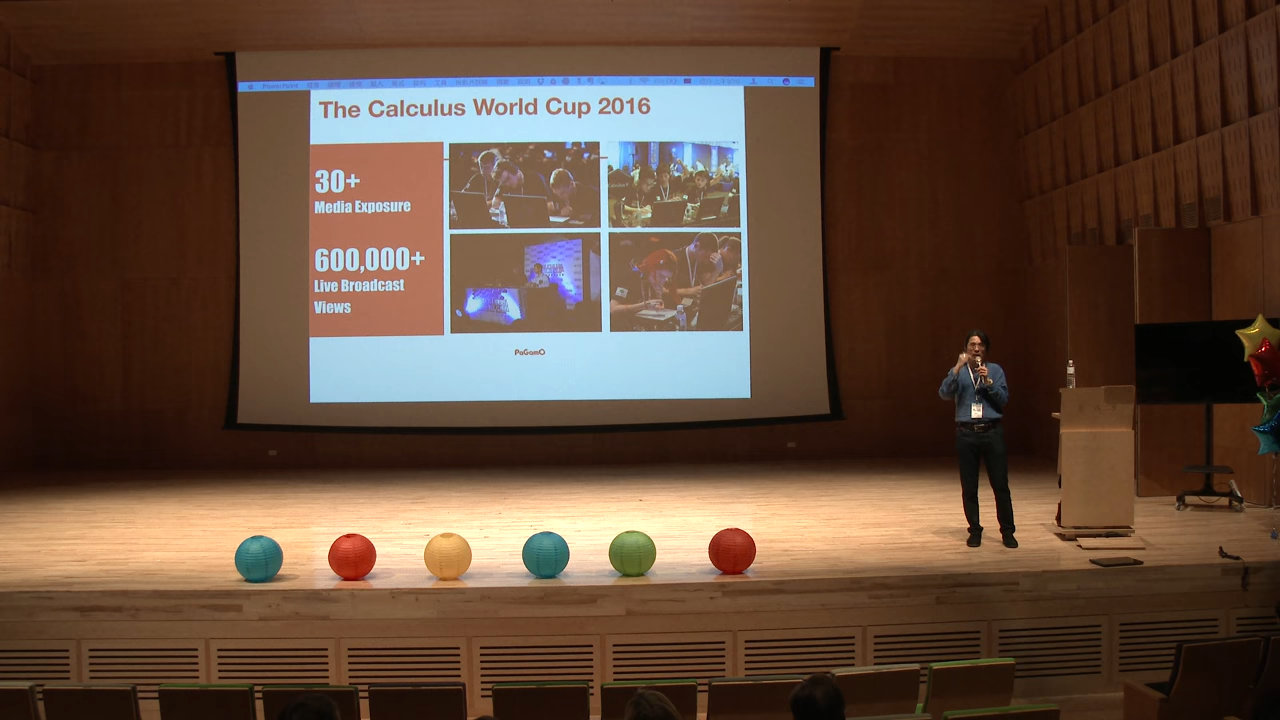 The Calculus World Cup 2016
30+
Media Exposure
600,000+
Live Broadcast
Views
PaGamO